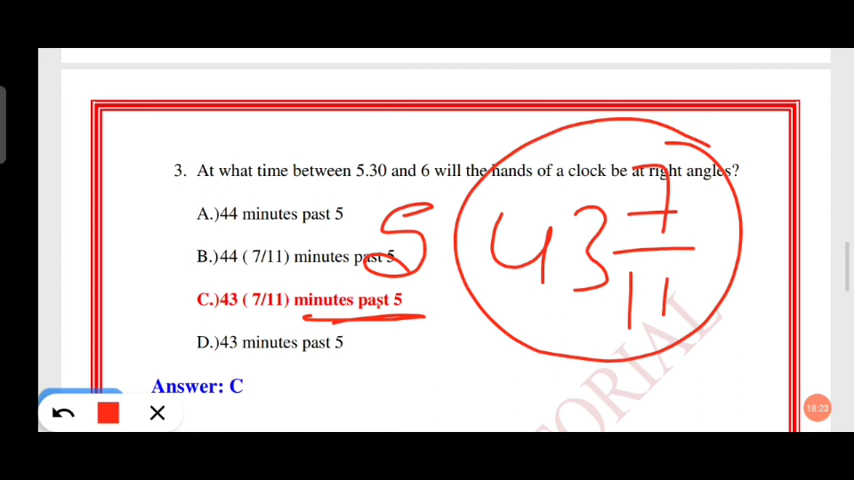 3. At what time between 5.30 and 6 will the hands of a clock be at right angles?
A.)44 minutes past 5
B.)44 ( 7/11) minutes past 5
C.)43 ( 7/11) minutes past 5
D.)43 minutes past 5
5 43 7/11
Answer: C
TORIAL
18:23